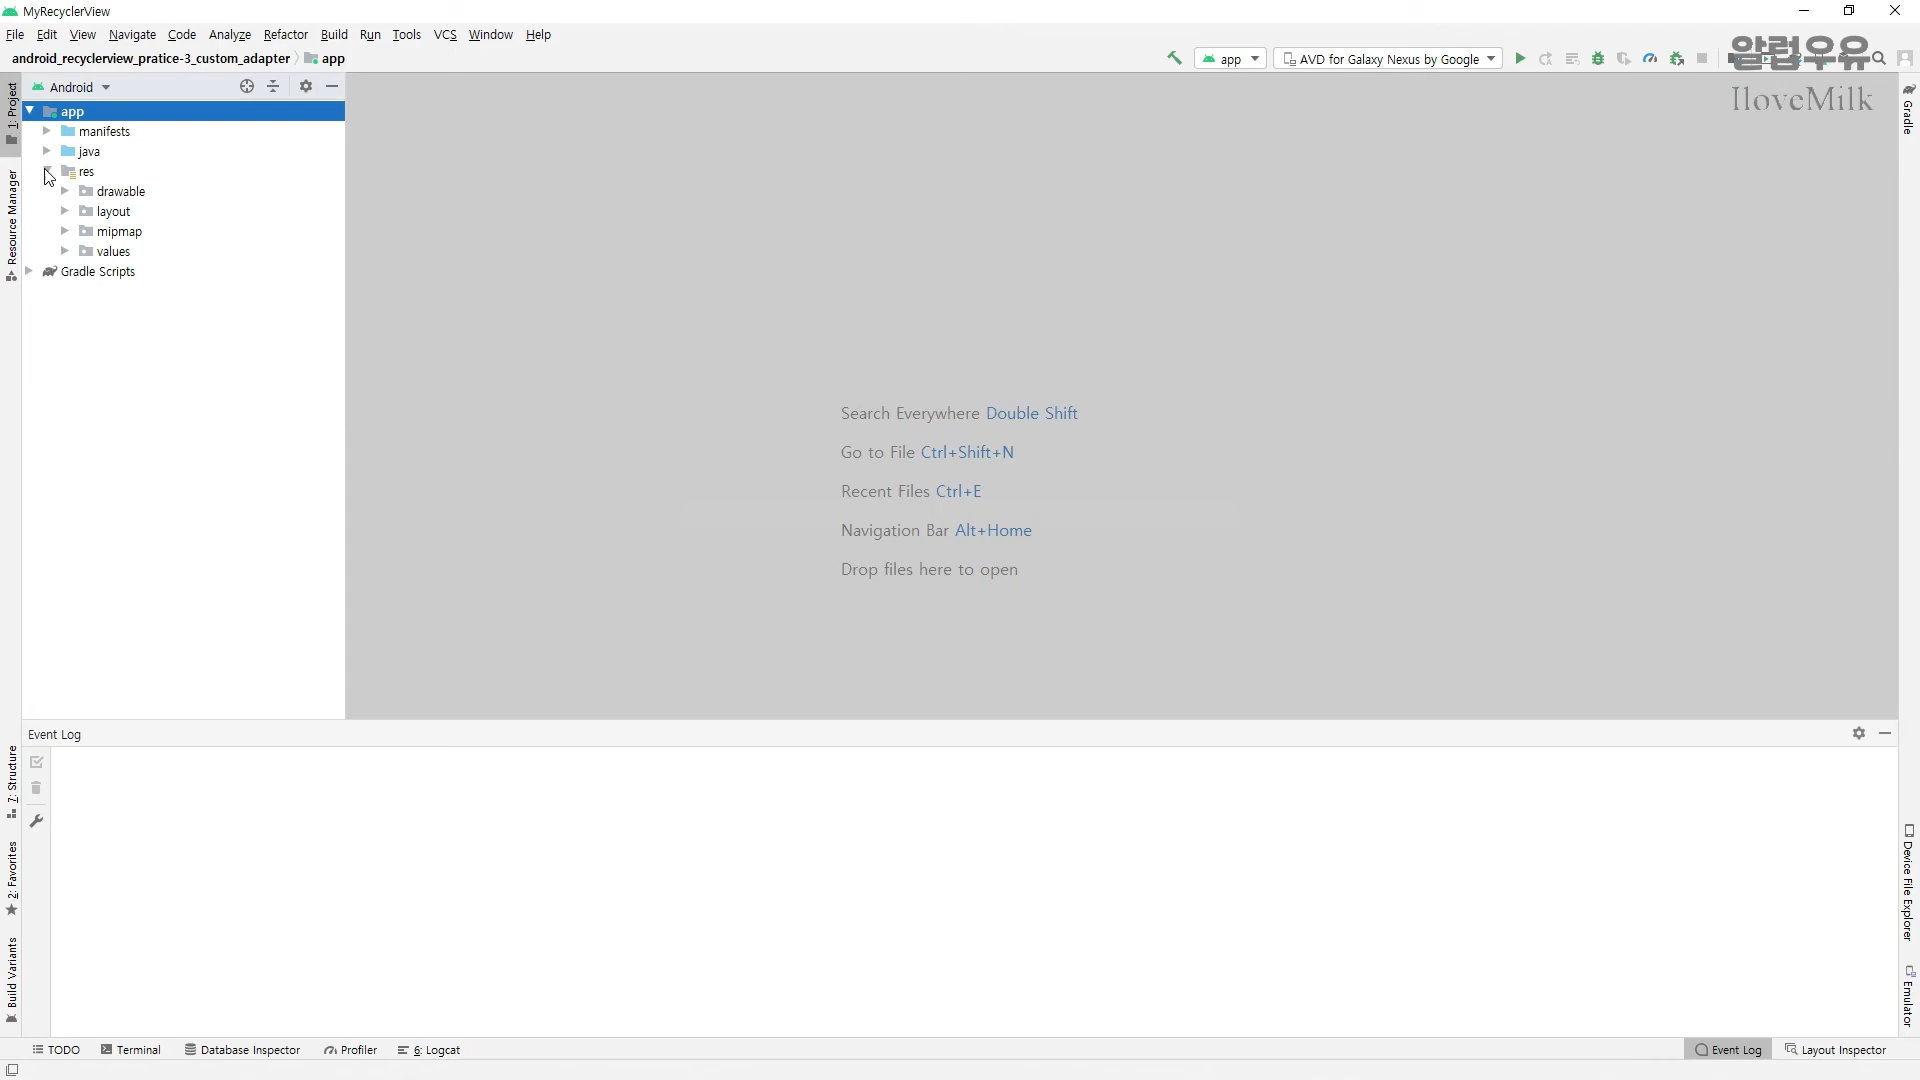 MyRecyclerView
File Edit View Navigate Code Analyze Refactor Build Run Tools VCS Window Help
android_recyclerview_pratice-3_custom_adapter app
app
AVD for Galaxy Nexus by Google
알럽우유
IloveMilk
1: Project
Resource Manager
7: Structure
2: Favorites
Build Variants
Android
app
manifests
java
res
drawable
layout
mipmap
values
Gradle Scripts
Search Everywhere Double Shift
Go to File Ctrl+Shift+N
Recent Files Ctrl+E
Navigation Bar Alt+Home
Drop files here to open
Gradle
Device File Explorer
Emulator
Event Log
TODO Terminal Database Inspector Profiler 6: Logcat
Event Log Layout Inspector